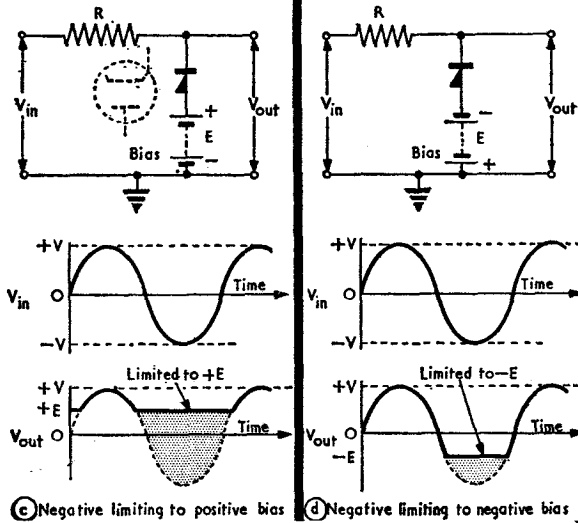 R
V in
+
E
Bias
−
V out
+V
V in
O
Time
−V
Limited to +E
+V
+E
V out
O
Time
ⓒ Negative limiting to positive bias
R
V in
−
E
Bias
+
V out
+V
V in
O
Time
−V
Limited to −E
+V
V out
O
Time
−E
ⓓ Negative limiting to negative bias